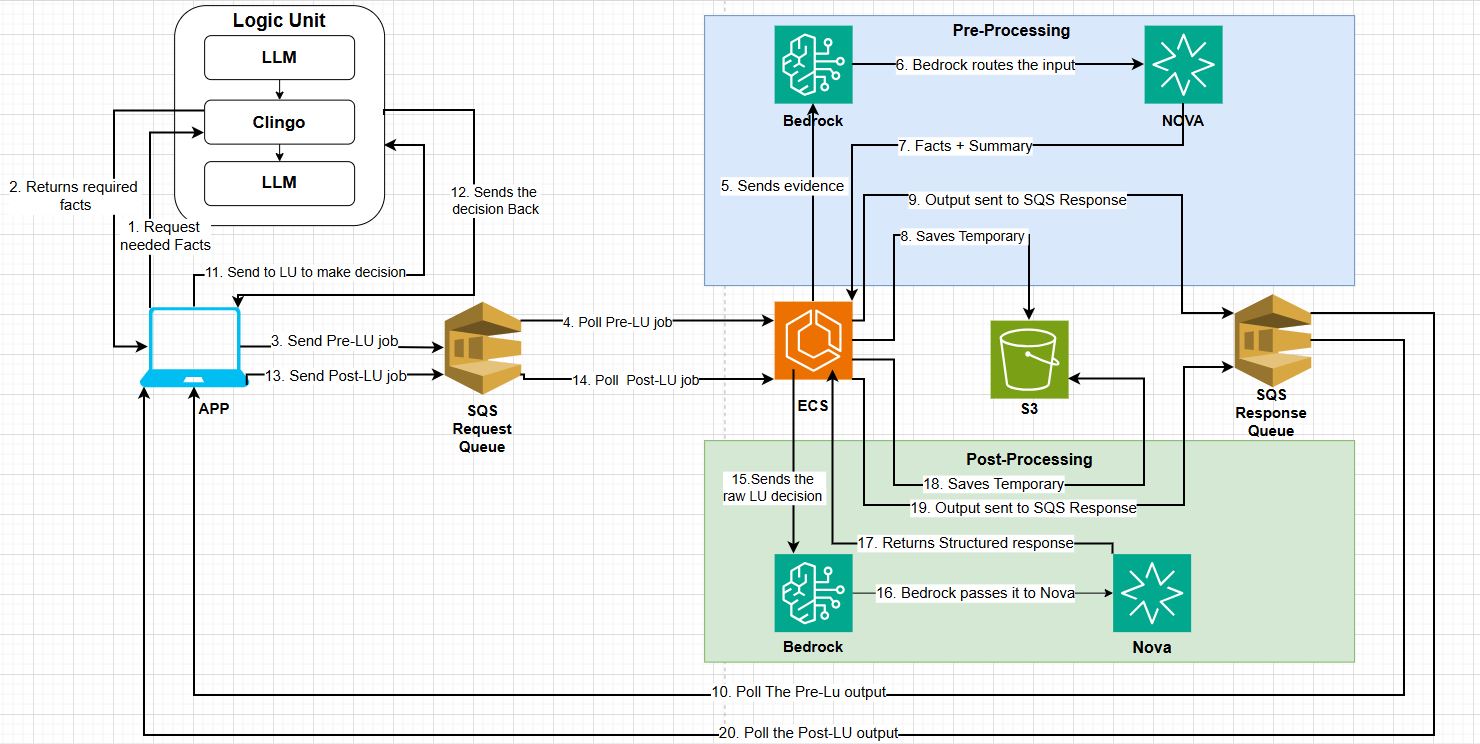 Logic Unit
LLM
Clingo
LLM
2. Returns required
facts
1. Request
needed Facts
12. Sends the
decision Back
11. Send to LU to make decision
3. Send Pre-LU job
13. Send Post-LU job
APP
SQS
Request
Queue
4. Poll Pre-LU job
14. Poll Post-LU job
Pre-Processing
6. Bedrock routes the input
Bedrock
NOVA
7. Facts + Summary
5. Sends evidence
9. Output sent to SQS Response
8. Saves Temporary
ECS
S3
SQS
Response
Queue
Post-Processing
15.Sends the
raw LU decision
18. Saves Temporary
19. Output sent to SQS Response
17. Returns Structured response
16. Bedrock passes it to Nova
Bedrock
Nova
10. Poll The Pre-Lu output
20. Poll the Post-LU output